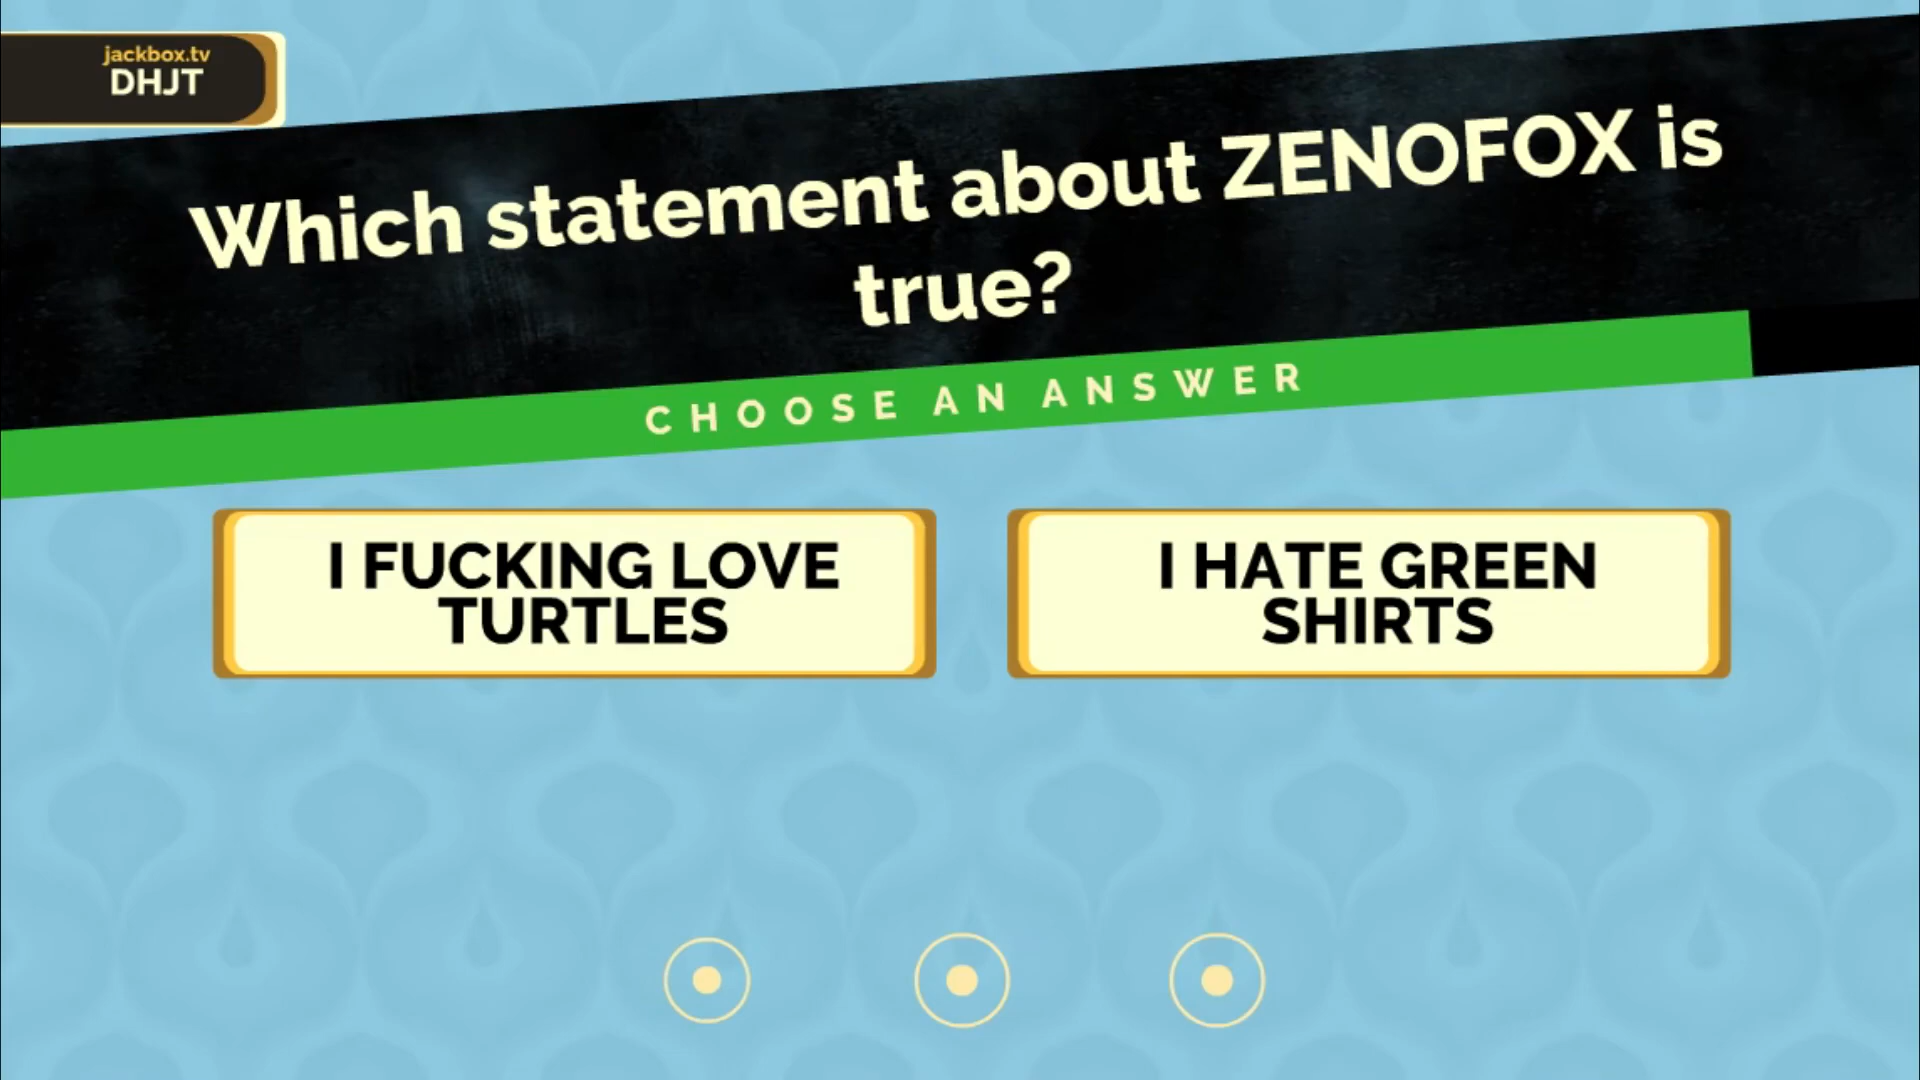 jackbox.tv
DHJT
Which statement about ZENOFOX is
true?
CHOOSE AN ANSWER
I FUCKING LOVE
TURTLES
I HATE GREEN
SHIRTS